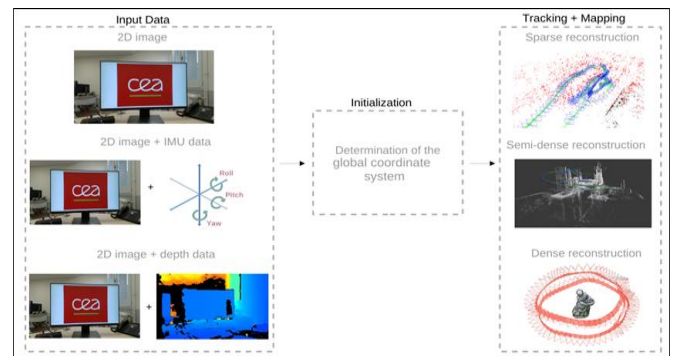 Input Data
2D image
cea
2D image + IMU data
cea
+
Roll
Pitch
Yaw
2D image + depth data
cea
+
Initialization
Determination of the
global coordinate
system
Tracking + Mapping
Sparse reconstruction
Semi-dense reconstruction
Dense reconstruction